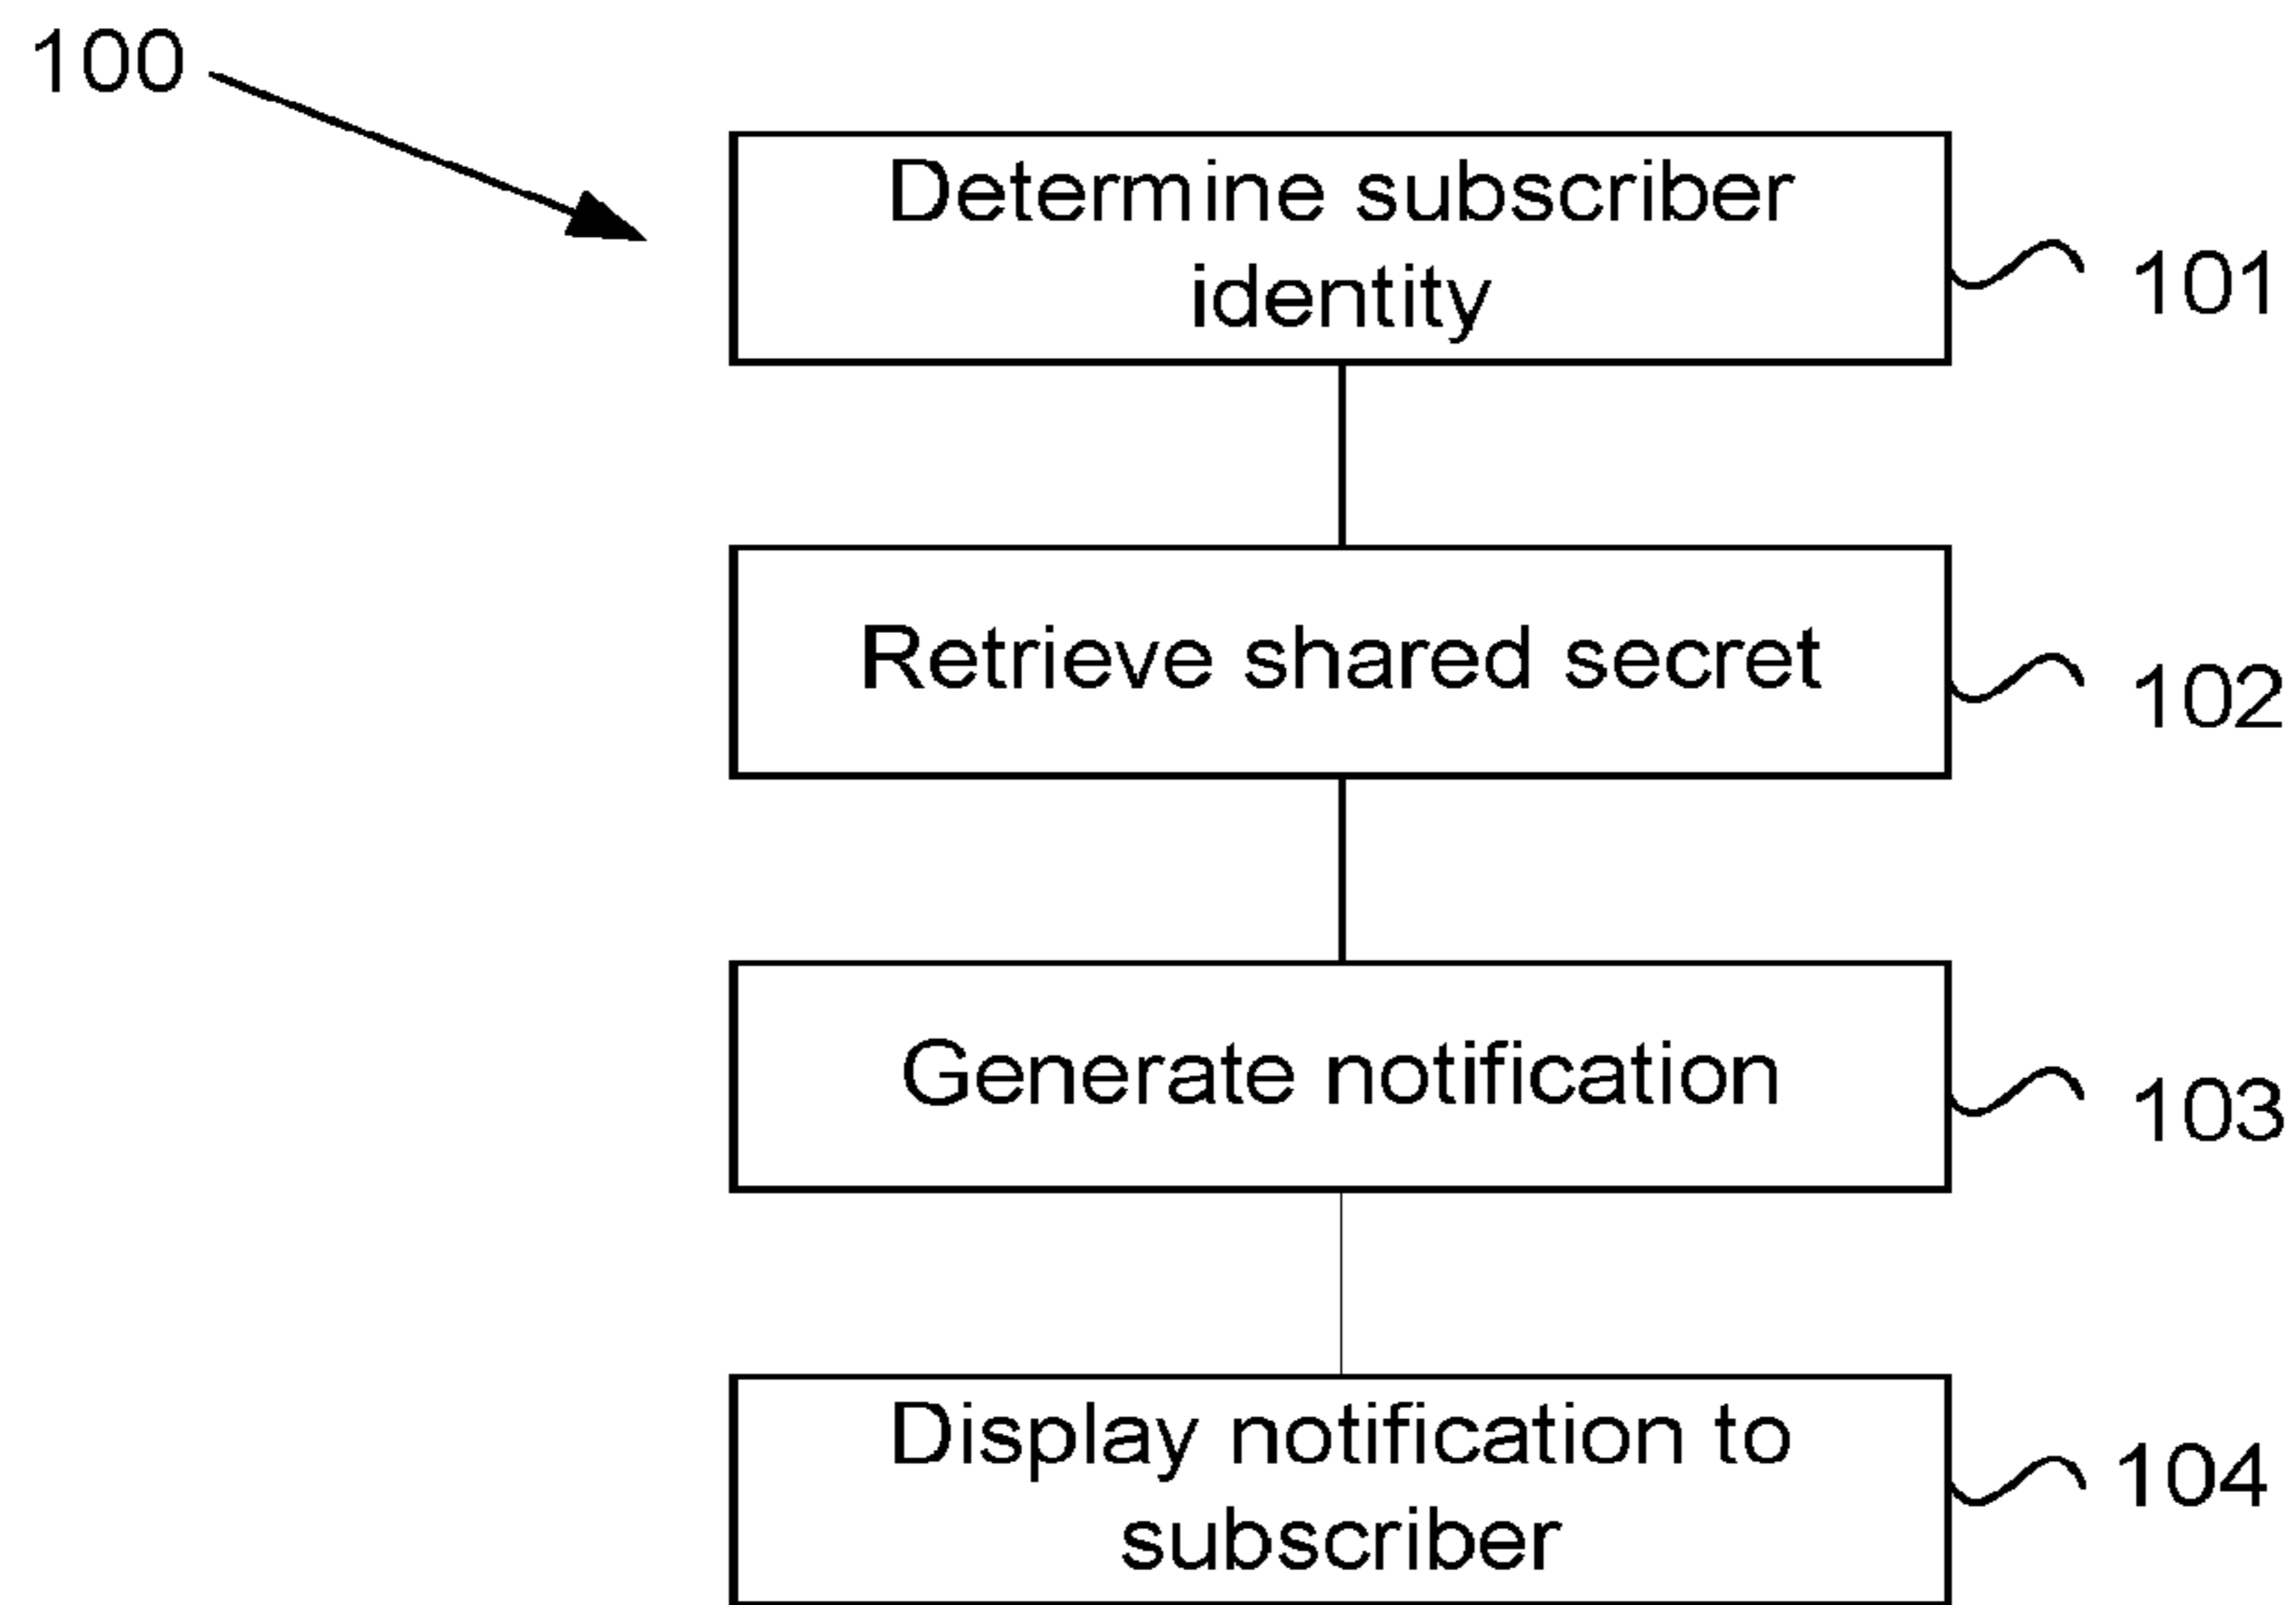 100
Determine subscriber
identity
101
Retrieve shared secret
102
Generate notification
103
Display notification to
subscriber
104